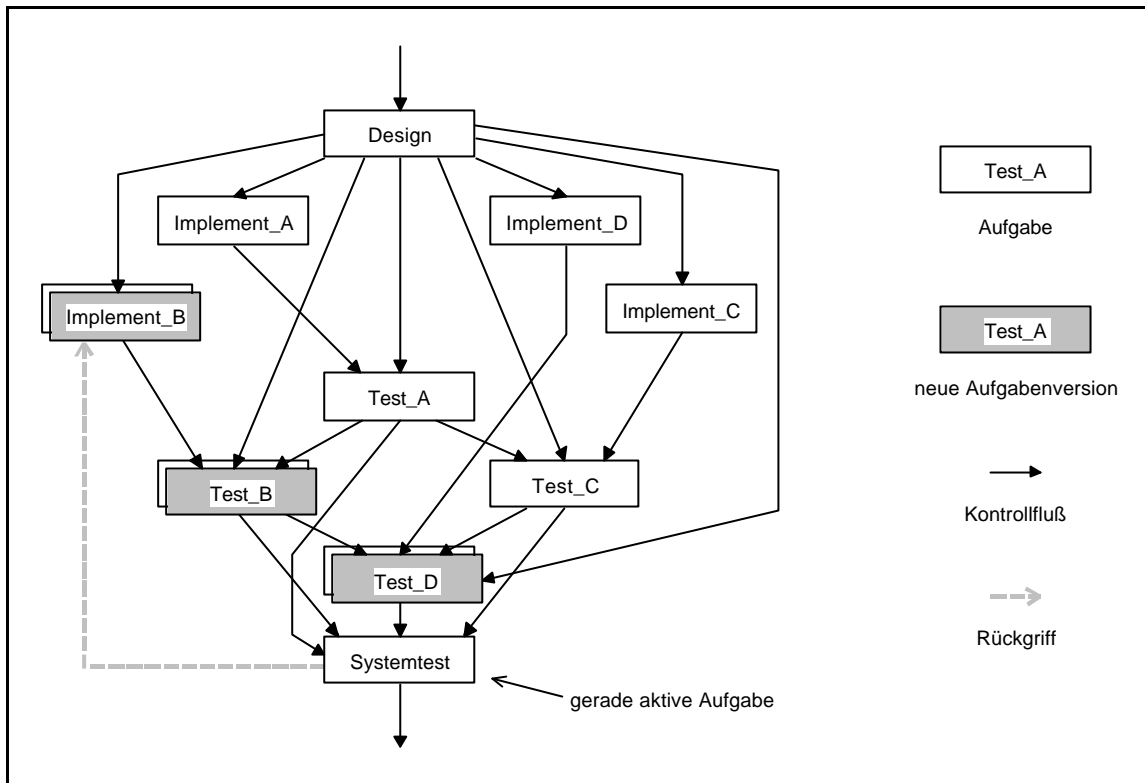 Design
Implement_A
Implement_D
Implement_B
Implement_C
Test_A
Test_B
Test_C
Test_D
Systemtest
gerade aktive Aufgabe
Test_A
Aufgabe
Test_A
neue Aufgabenversion
Kontrollfluß
Rückgriff